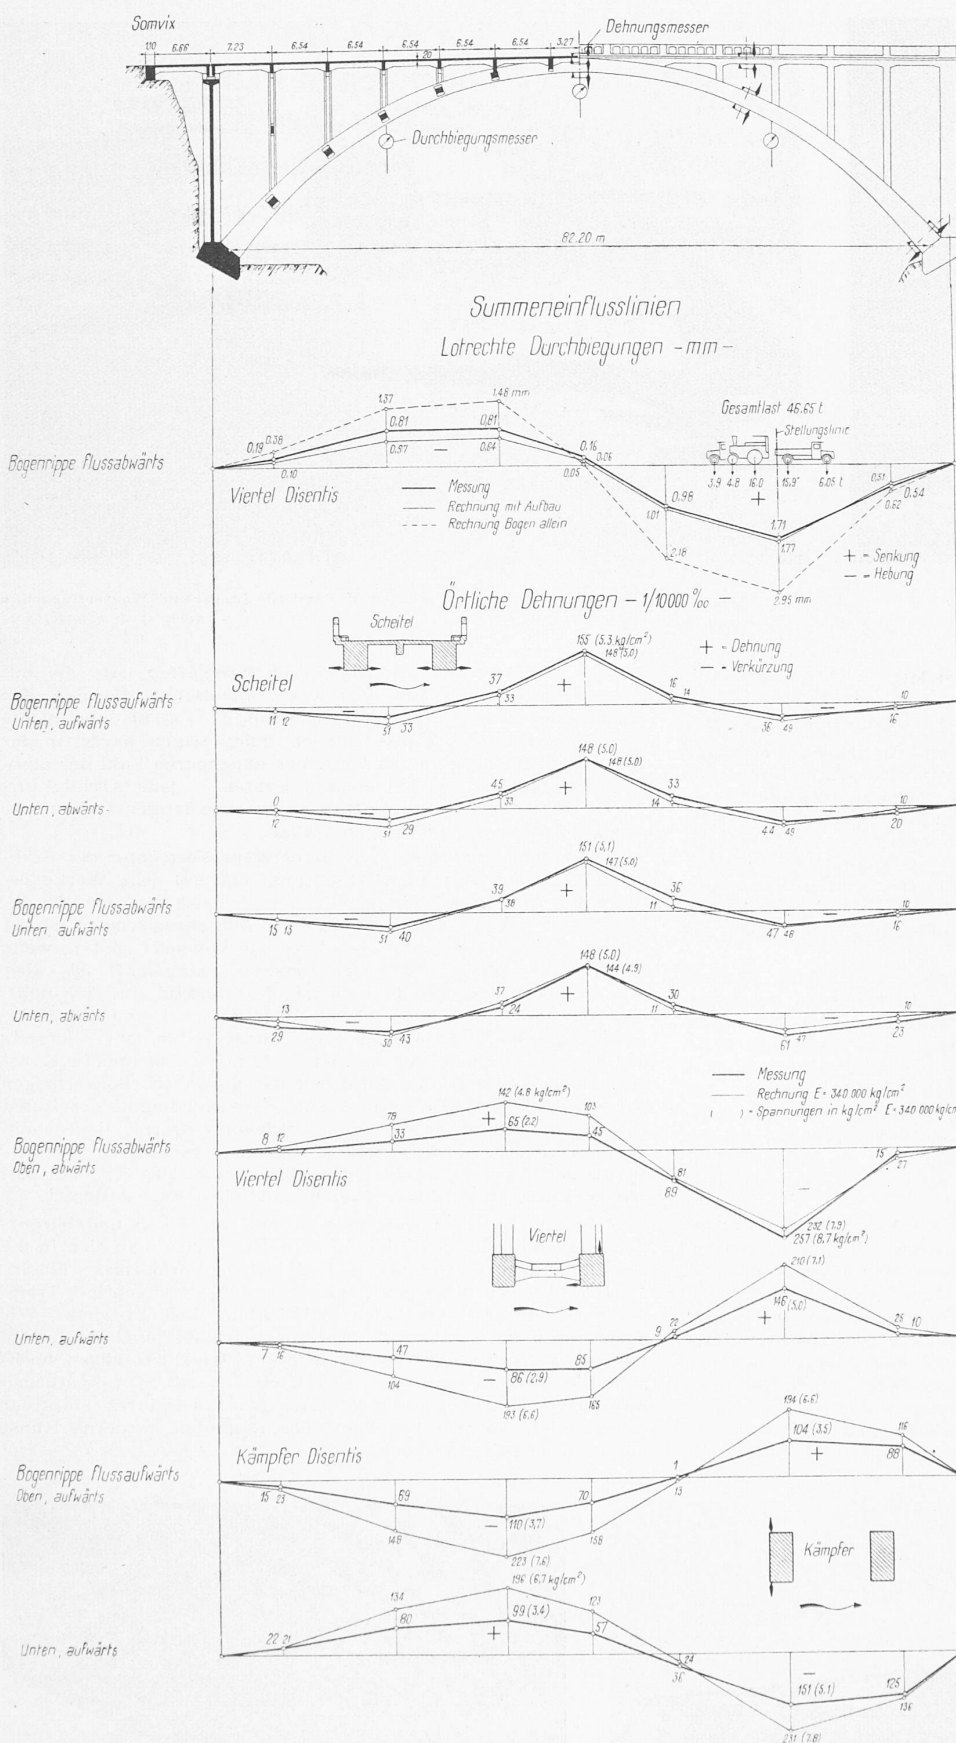 Somvix
Dehnungsmesser
1.10 6.66 7.23 6.54 6.54 6.54 6.54 6.54 3.27
20
Durchbiegungsmesser
82.20 m
Summeneinflusslinien
Lotrechte Durchbiegungen - mm -
1.37 1.48 mm
Gesamtlast 46.65 t
Stellungslinie
0.19 0.38 0.81 0.81 0.16
0.10 0.57 0.64 0.06
0.05
Bogenrippe flussabwärts
3.9 4.8 16.0 15.9 6.05 t
0.51 0.54
0.62
Viertel Disentis
Messung
Rechnung mit Aufbau
Rechnung Bogen allein
0.98
1.01
1.71
1.77
2.18
2.95 mm
+ = Senkung
- = Hebung
Örtliche Dehnungen - 1/10000 ‰ -
Scheitel
155 (5.3 kg/cm²)
148 (5.0)
+ = Dehnung
- = Verkürzung
Scheitel
37 16 10
33 14
Bogenrippe flussaufwärts
Unten, aufwärts
11 12 51 33 36 49 16
148 (5.0)
148 (5.0)
0 45 33 10
33 14
Unten, abwärts
12 51 29 44 49 20
151 (5.1)
147 (5.0)
39 36 10
38 11
Bogenrippe flussabwärts
Unten aufwärts
15 13 51 40 47 48 16
148 (5.0)
144 (4.9)
13 37 30 10
24 11
Unten, abwärts
29 50 43 61 47 23
Messung
Rechnung E = 340 000 kg/cm²
( ) = Spannungen in kg/cm² E = 340 000 kg/cm
142 (4.8 kg/cm²)
78 103
65 (2.2)
8 12 33 45
Bogenrippe flussabwärts
Oben, abwärts
15
27
Viertel Disentis
81
89
232 (7.9)
257 (8.7 kg/cm²)
Viertel
210 (7.1)
146 (5.0)
9 22 25 10
Unten, aufwärts
7 16 47 85
104 86 (2.9)
193 (6.6) 165
194 (6.6)
104 (3.5) 116
88
Kämpfer Disentis
1
13
Bogenrippe flussaufwärts
Oben, aufwärts
15 23 69 70
110 (3.7)
148 158
223 (7.6)
Kämpfer
196 (6.7 kg/cm²)
134 121
99 (3.4)
80 57
22 21
Unten, aufwärts
24
36
151 (5.1) 125
136
231 (7.8)